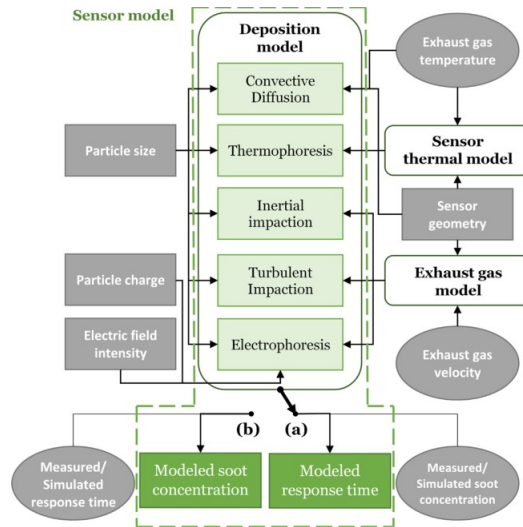 Sensor model
Deposition
model
Convective
Diffusion
Thermophoresis
Inertial
impaction
Turbulent
Impaction
Electrophoresis
Exhaust gas
temperature
Sensor
thermal model
Sensor
geometry
Exhaust gas
model
Exhaust gas
velocity
Particle size
Particle charge
Electric field
intensity
(b)
(a)
Measured/
Simulated
response time
Modeled soot
concentration
Modeled
response time
Measured/
Simulated soot
concentration